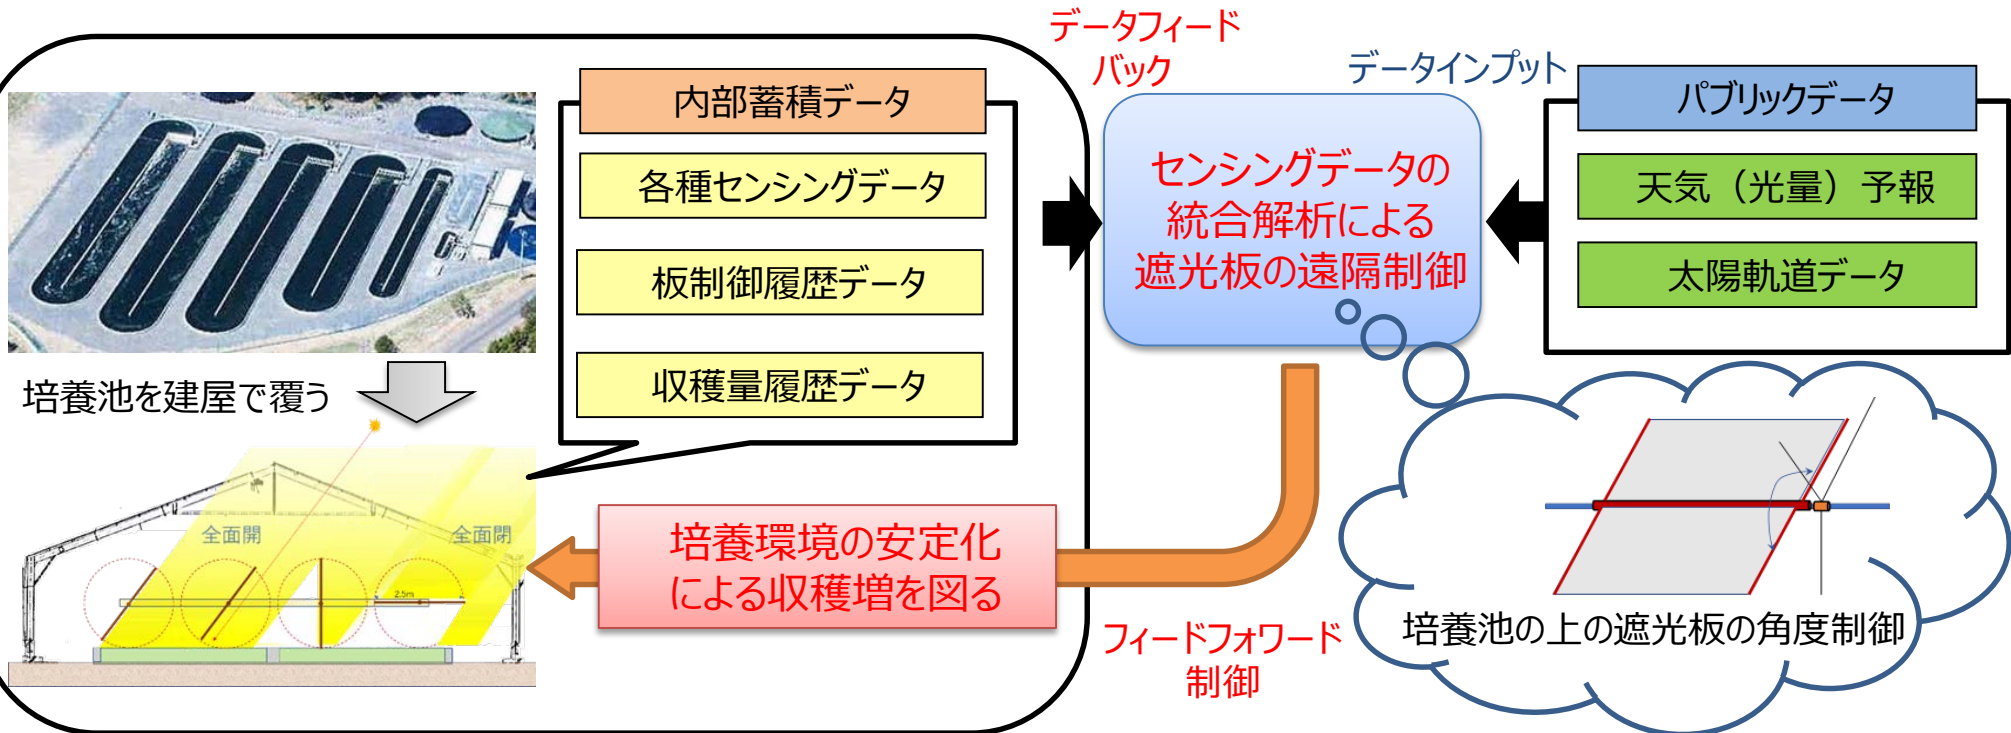 データフィード
バック
データインプット
内部蓄積データ
各種センシングデータ
板制御履歴データ
収穫量履歴データ
センシングデータの
統合解析による
遮光板の遠隔制御
パブリックデータ
天気（光量）予報
太陽軌道データ
培養池を建屋で覆う
全面開
全面閉
2.5m
培養環境の安定化
による収穫増を図る
フィードフォワード
制御
培養池の上の遮光板の角度制御